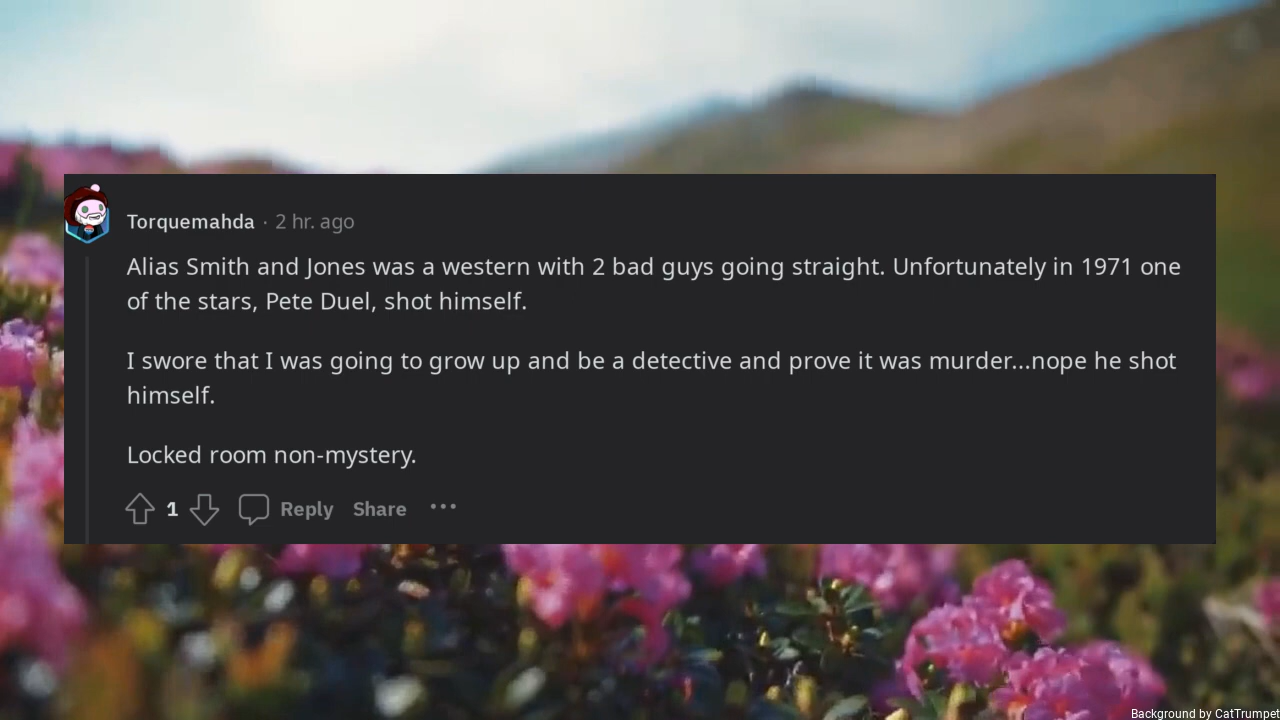 Torquemahda · 2 hr. ago
Alias Smith and Jones was a western with 2 bad guys going straight. Unfortunately in 1971 one
of the stars, Pete Duel, shot himself.
I swore that I was going to grow up and be a detective and prove it was murder...nope he shot
himself.
Locked room non-mystery.
1 Reply Share ···
Background by CatTrumpet